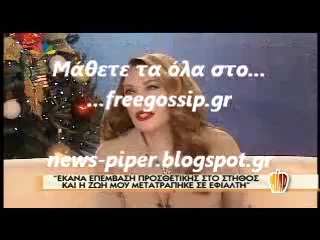 Μάθετε τα όλα στο...
...freegossip.gr
news-piper.blogspot.gr
"ΕΚΑΝΑ ΕΠΕΜΒΑΣΗ ΠΡΟΣΘΕΤΙΚΗΣ ΣΤΟ ΣΤΗΘΟΣ
ΚΑΙ Η ΖΩΗ ΜΟΥ ΜΕΤΑΤΡΑΠΗΚΕ ΣΕ ΕΦΙΑΛΤΗ"